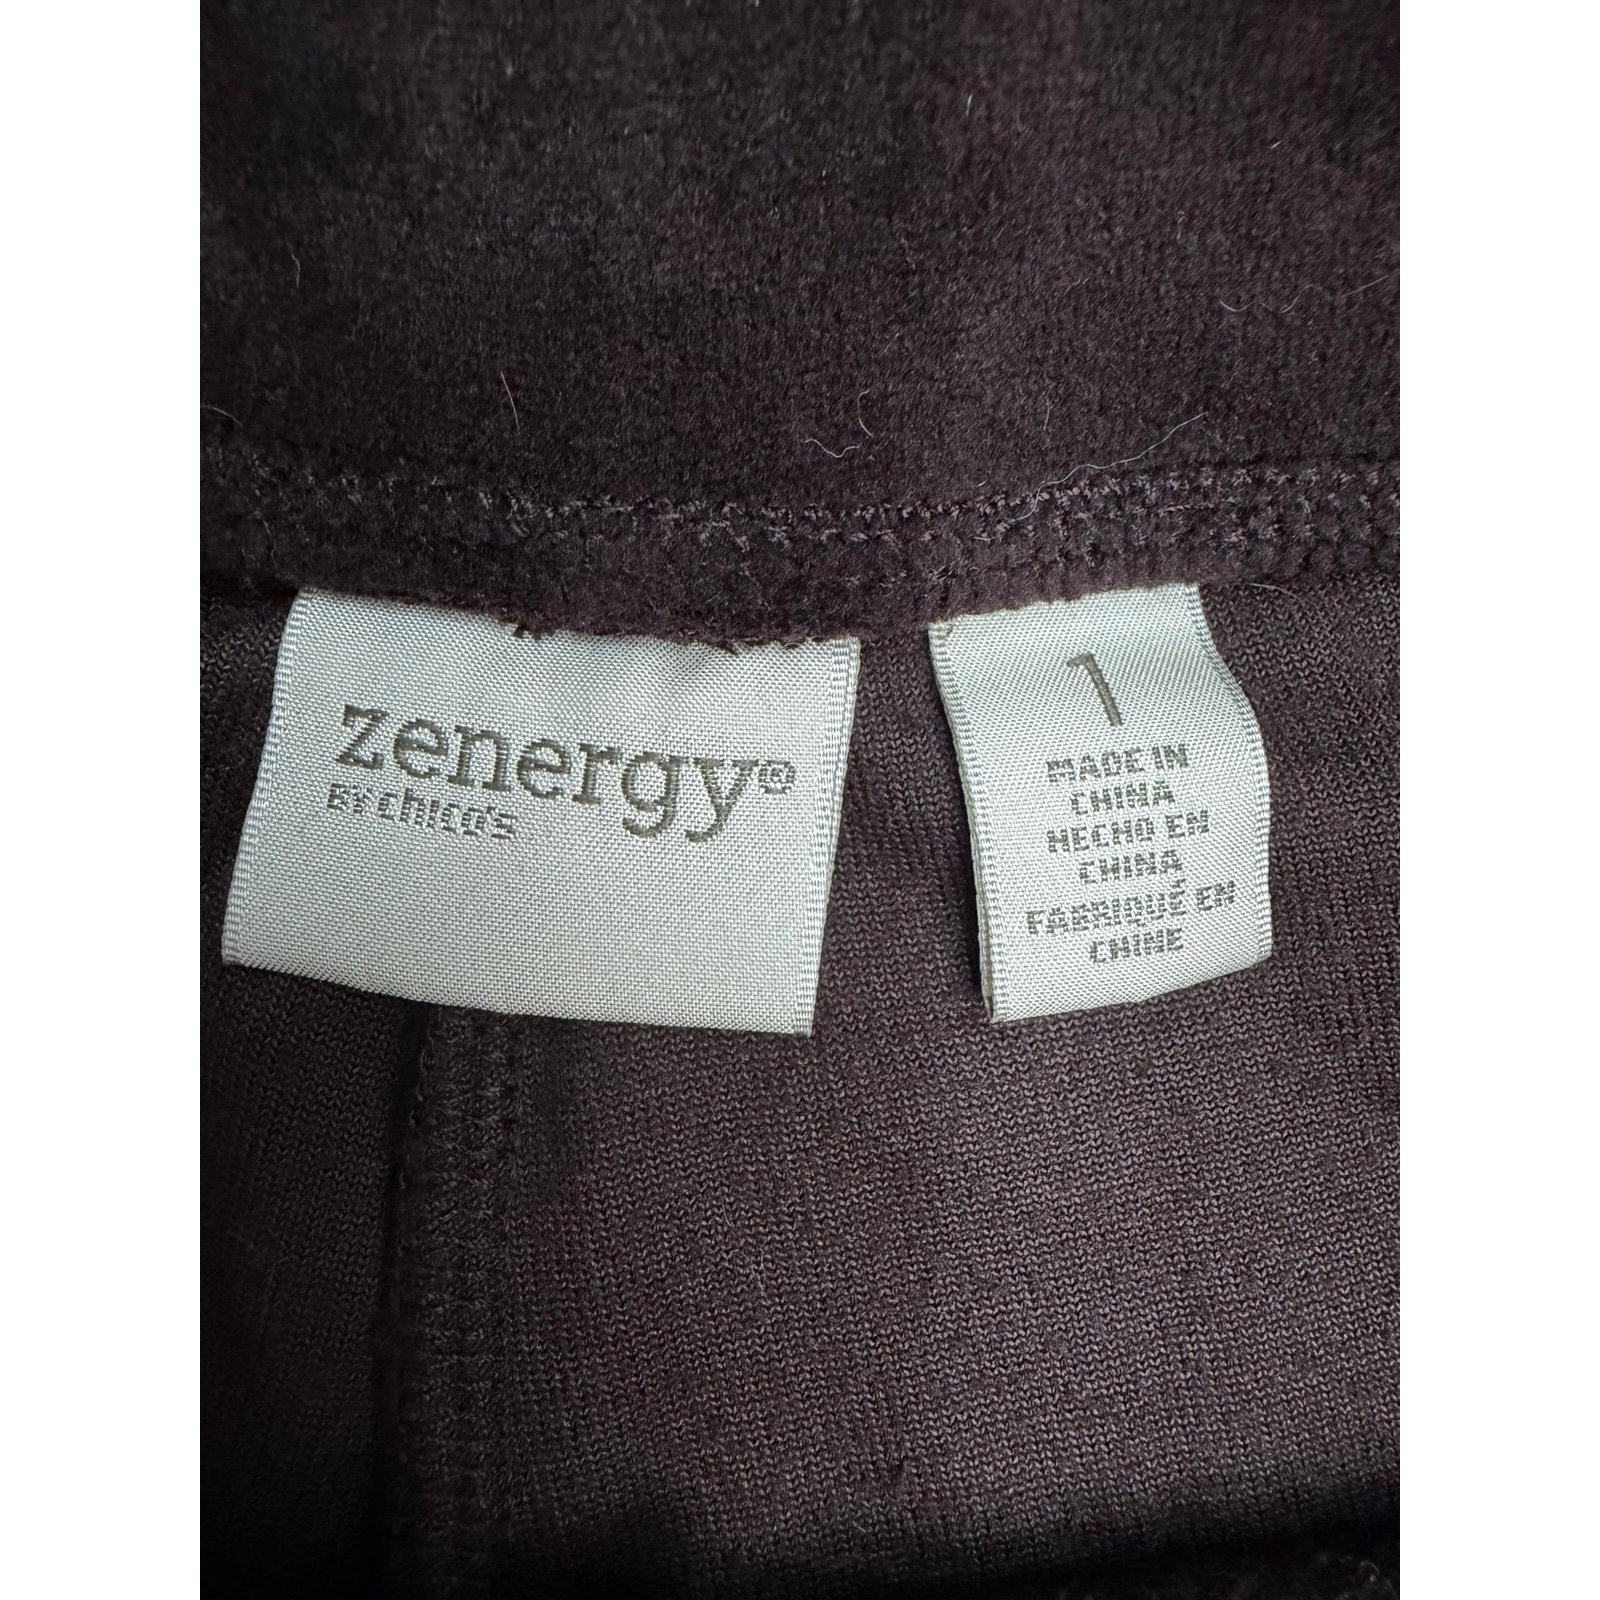 zenergy®
BY chico's
1
MADE IN
CHINA
HECHO EN
CHINA
FABRIQUÉ EN
CHINE